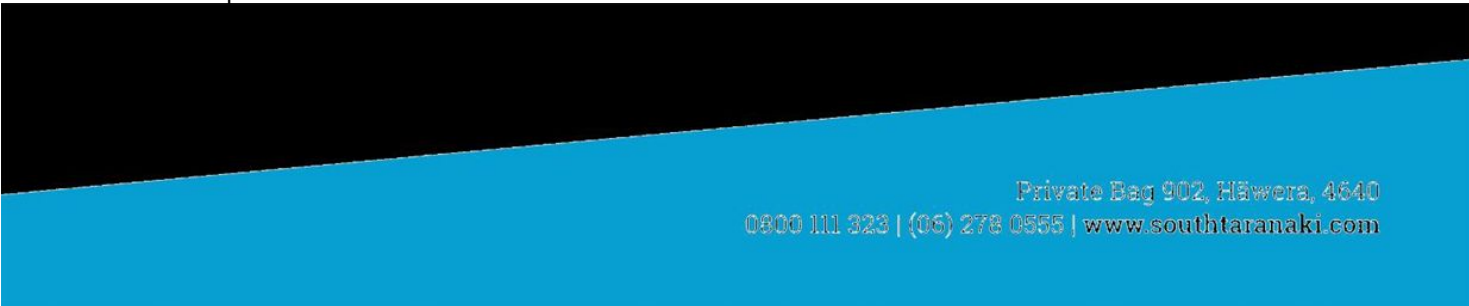 Private Bag 902, Hāwera, 4640
0800 111 323 | (06) 278 0555 | www.southtaranaki.com